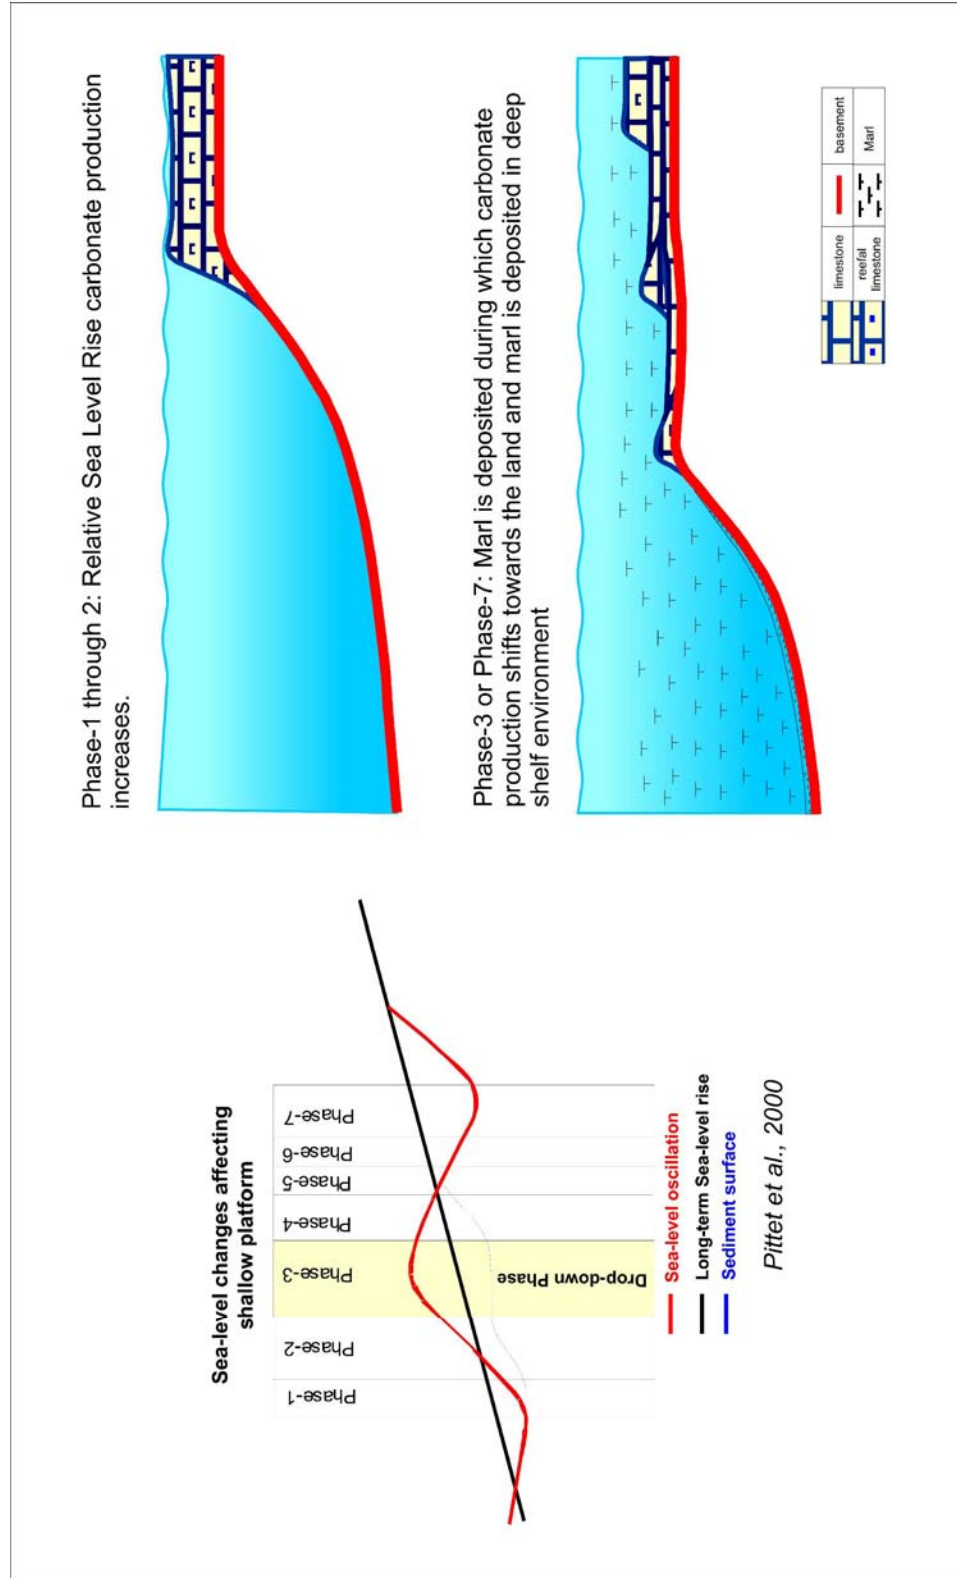 Sea-level changes affecting
shallow platform
Phase-1
Phase-2
Phase-3
Phase-4
Phase-5
Phase-6
Phase-7
Drop-down Phase
Sea-level oscillation
Long-term Sea-level rise
Sediment surface
Pittet et al., 2000
Phase-1 through 2: Relative Sea Level Rise carbonate production
increases.
Phase-3 or Phase-7: Marl is deposited during which carbonate
production shifts towards the land and marl is deposited in deep
shelf environment
limestone
basement
reefal
limestone
Marl